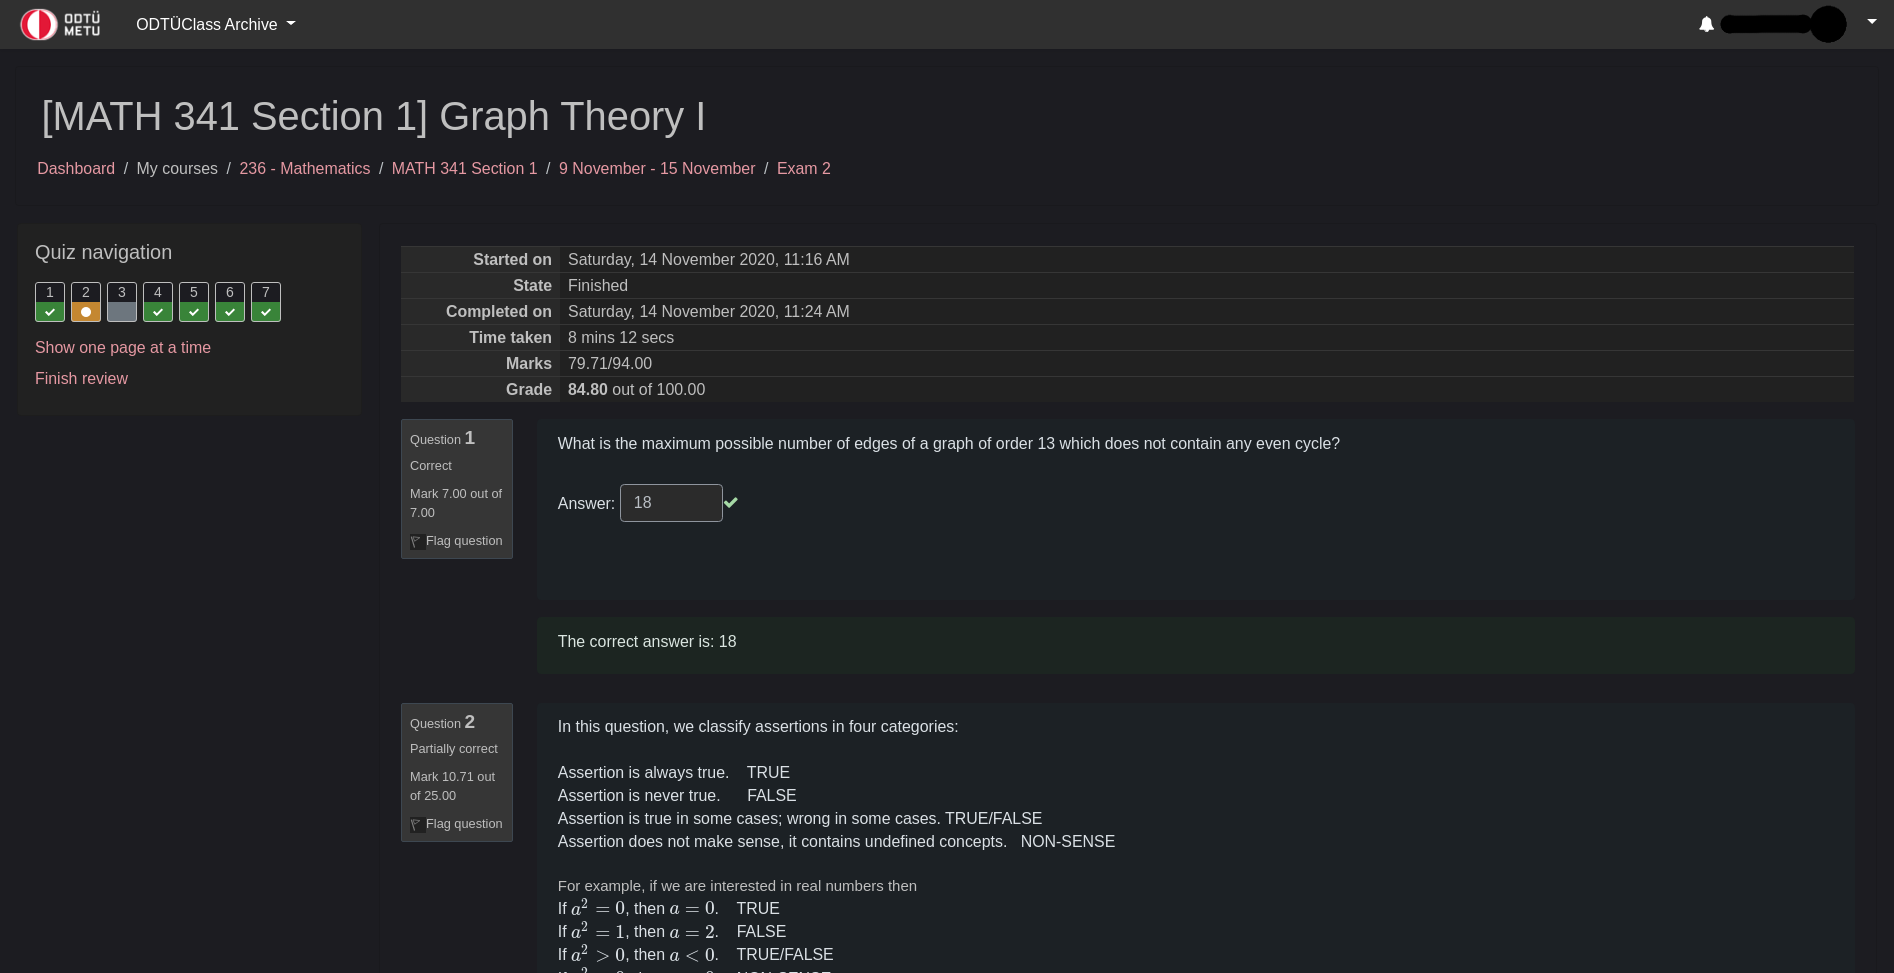 ODTÜ
METU
ODTÜClass Archive
[MATH 341 Section 1] Graph Theory I
Dashboard / My courses / 236 - Mathematics / MATH 341 Section 1 / 9 November - 15 November / Exam 2
Quiz navigation
1 2 3 4 5 6 7
Show one page at a time
Finish review
Started on Saturday, 14 November 2020, 11:16 AM
State Finished
Completed on Saturday, 14 November 2020, 11:24 AM
Time taken 8 mins 12 secs
Marks 79.71/94.00
Grade 84.80 out of 100.00
Question 1
Correct
Mark 7.00 out of
7.00
Flag question
What is the maximum possible number of edges of a graph of order 13 which does not contain any even cycle?
Answer: 18
The correct answer is: 18
Question 2
Partially correct
Mark 10.71 out
of 25.00
Flag question
In this question, we classify assertions in four categories:
Assertion is always true. TRUE
Assertion is never true. FALSE
Assertion is true in some cases; wrong in some cases. TRUE/FALSE
Assertion does not make sense, it contains undefined concepts. NON-SENSE
For example, if we are interested in real numbers then
If a² = 0, then a = 0. TRUE
If a² = 1, then a = 2. FALSE
If a² > 0, then a < 0. TRUE/FALSE